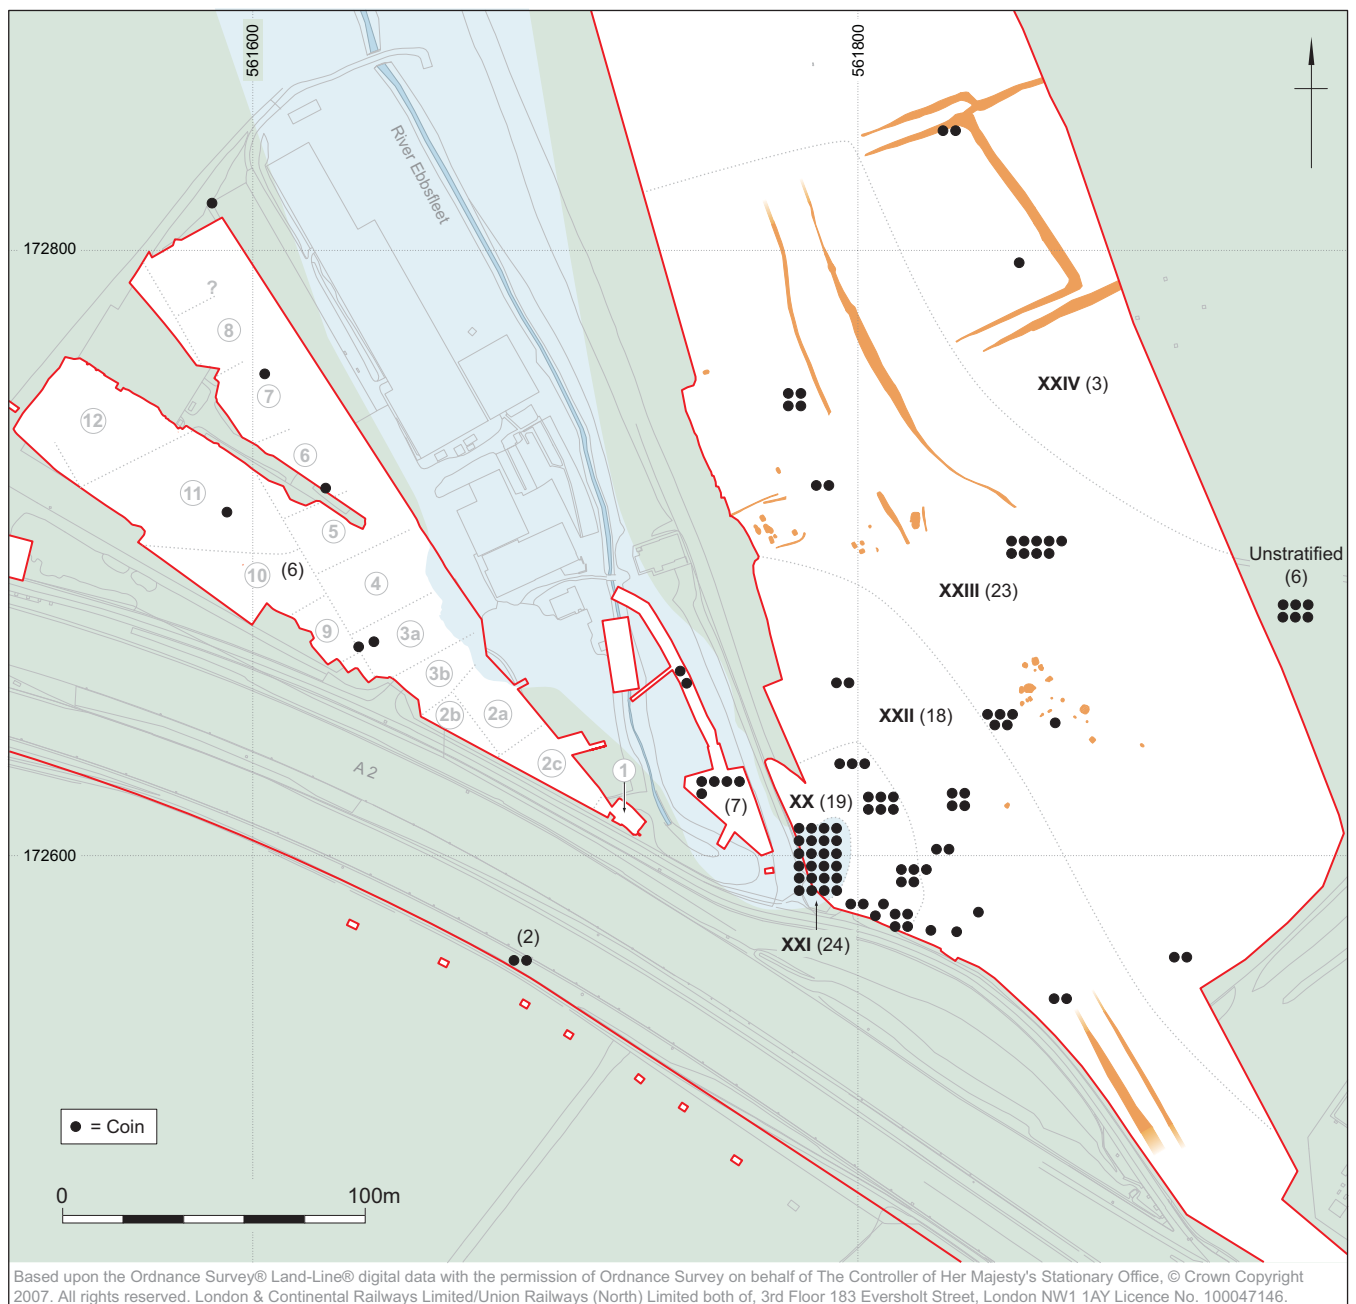 561600
561800
River Ebbsfleet
172800
?
8
7
12
6
XXIV (3)
11
5
Unstratified
(6)
10
(6)
4
XXIII (23)
9
3a
3b
2b
2a
XXII (18)
A 2
2c
1
(7)
XX (19)
172600
(2)
XXI (24)
= Coin
0
100m
Based upon the Ordnance Survey® Land-Line® digital data with the permission of Ordnance Survey on behalf of The Controller of Her Majesty's Stationary Office, © Crown Copyright
2007. All rights reserved. London & Continental Railways Limited/Union Railways (North) Limited both of, 3rd Floor 183 Eversholt Street, London NW1 1AY Licence No. 100047146.